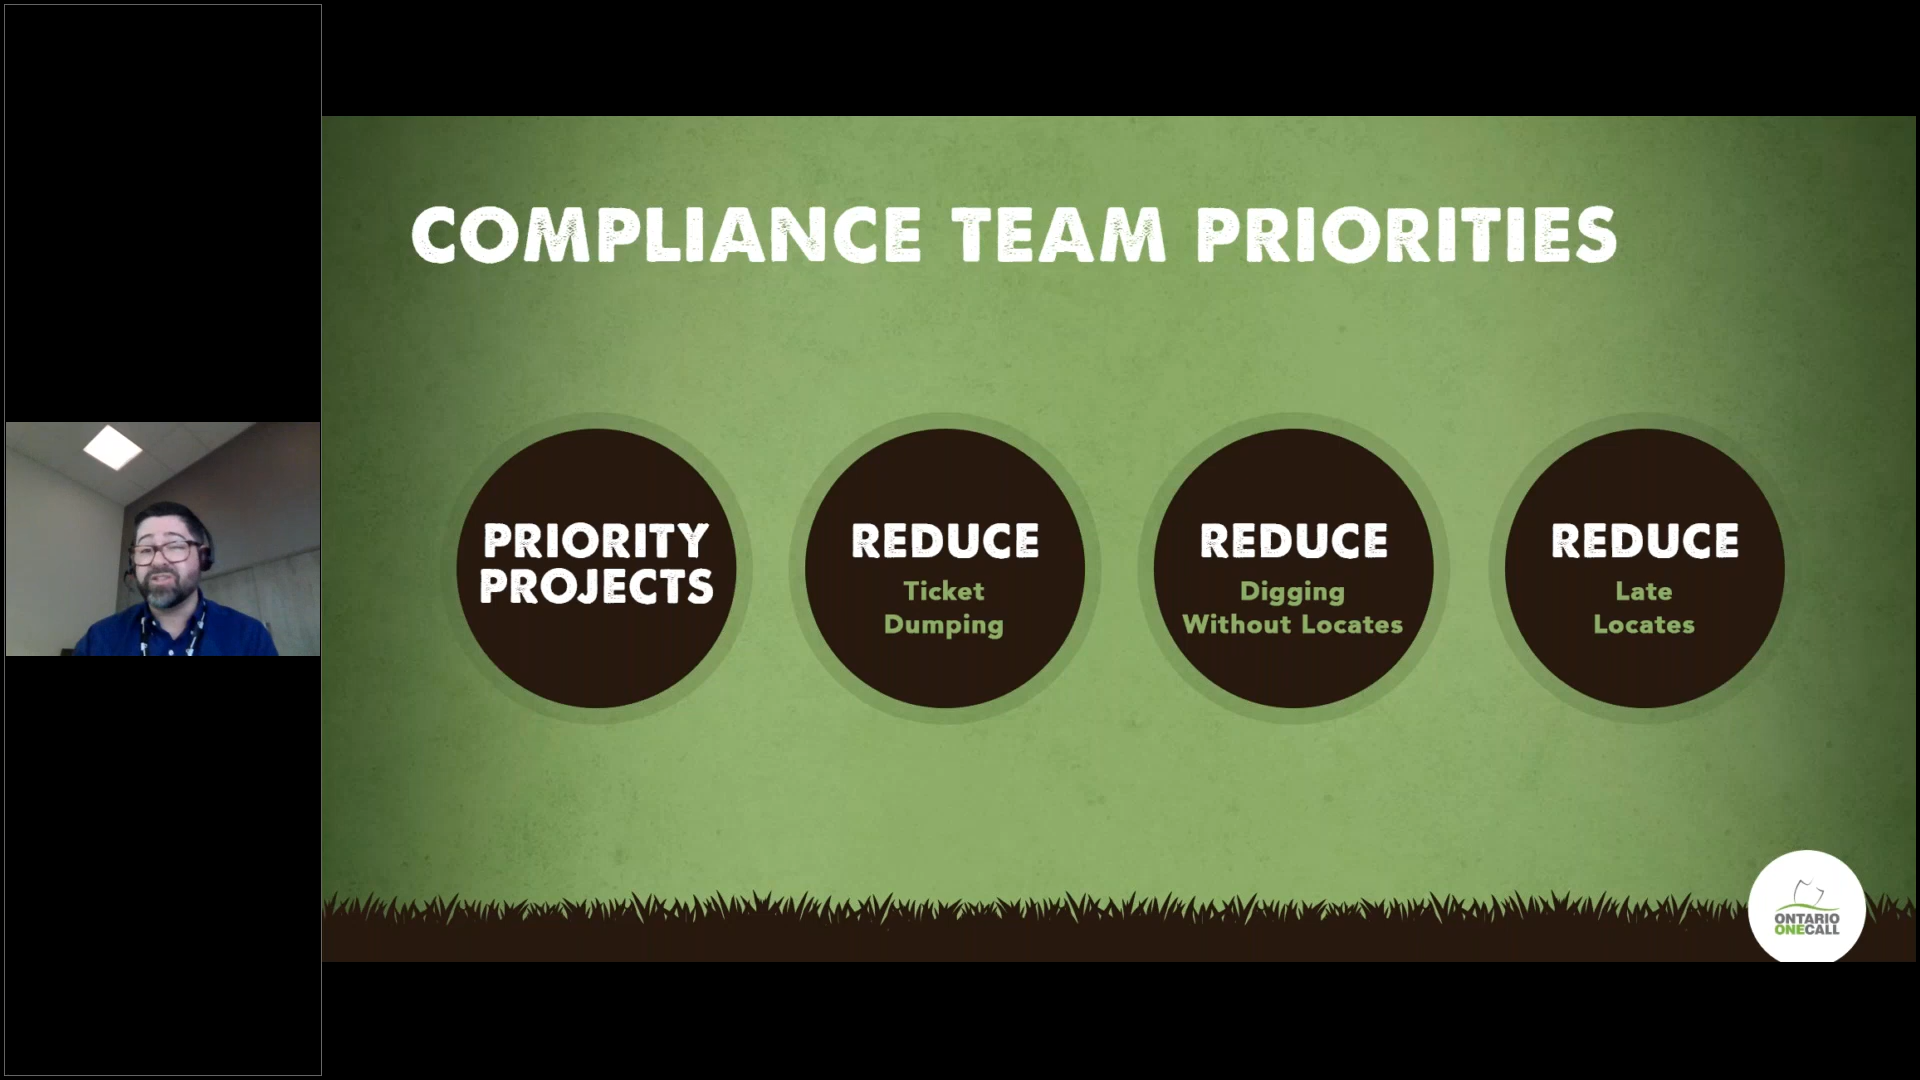 COMPLIANCE TEAM PRIORITIES
PRIORITY
PROJECTS
REDUCE
Ticket
Dumping
REDUCE
Digging
Without Locates
REDUCE
Late
Locates
ONTARIO
ONECALL